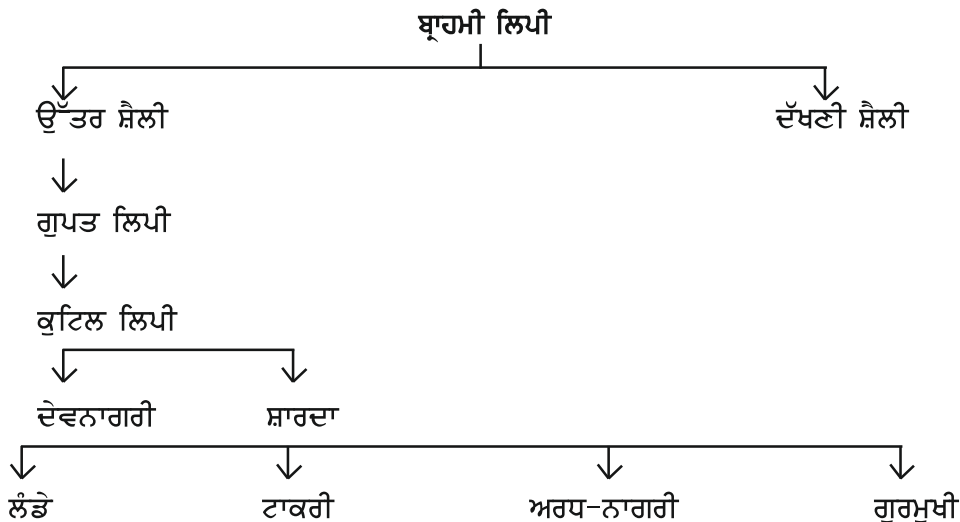 ਬ੍ਰਾਹਮੀ ਲਿਪੀ
ਉੱਤਰ ਸ਼ੈਲੀ ਦੱਖਣੀ ਸ਼ੈਲੀ
ਗੁਪਤ ਲਿਪੀ
ਕੁਟਿਲ ਲਿਪੀ
ਦੇਵਨਾਗਰੀ ਸ਼ਾਰਦਾ
ਲੰਡੇ ਟਾਕਰੀ ਅਰਧ-ਨਾਗਰੀ ਗੁਰਮੁਖੀ